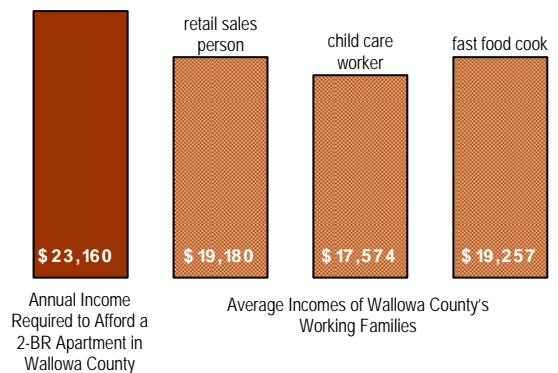 retail sales
person
child care
worker
fast food cook
$23,160
$19,180
$17,574
$19,257
Annual Income
Required to Afford a
2-BR Apartment in
Wallowa County
Average Incomes of Wallowa County's
Working Families